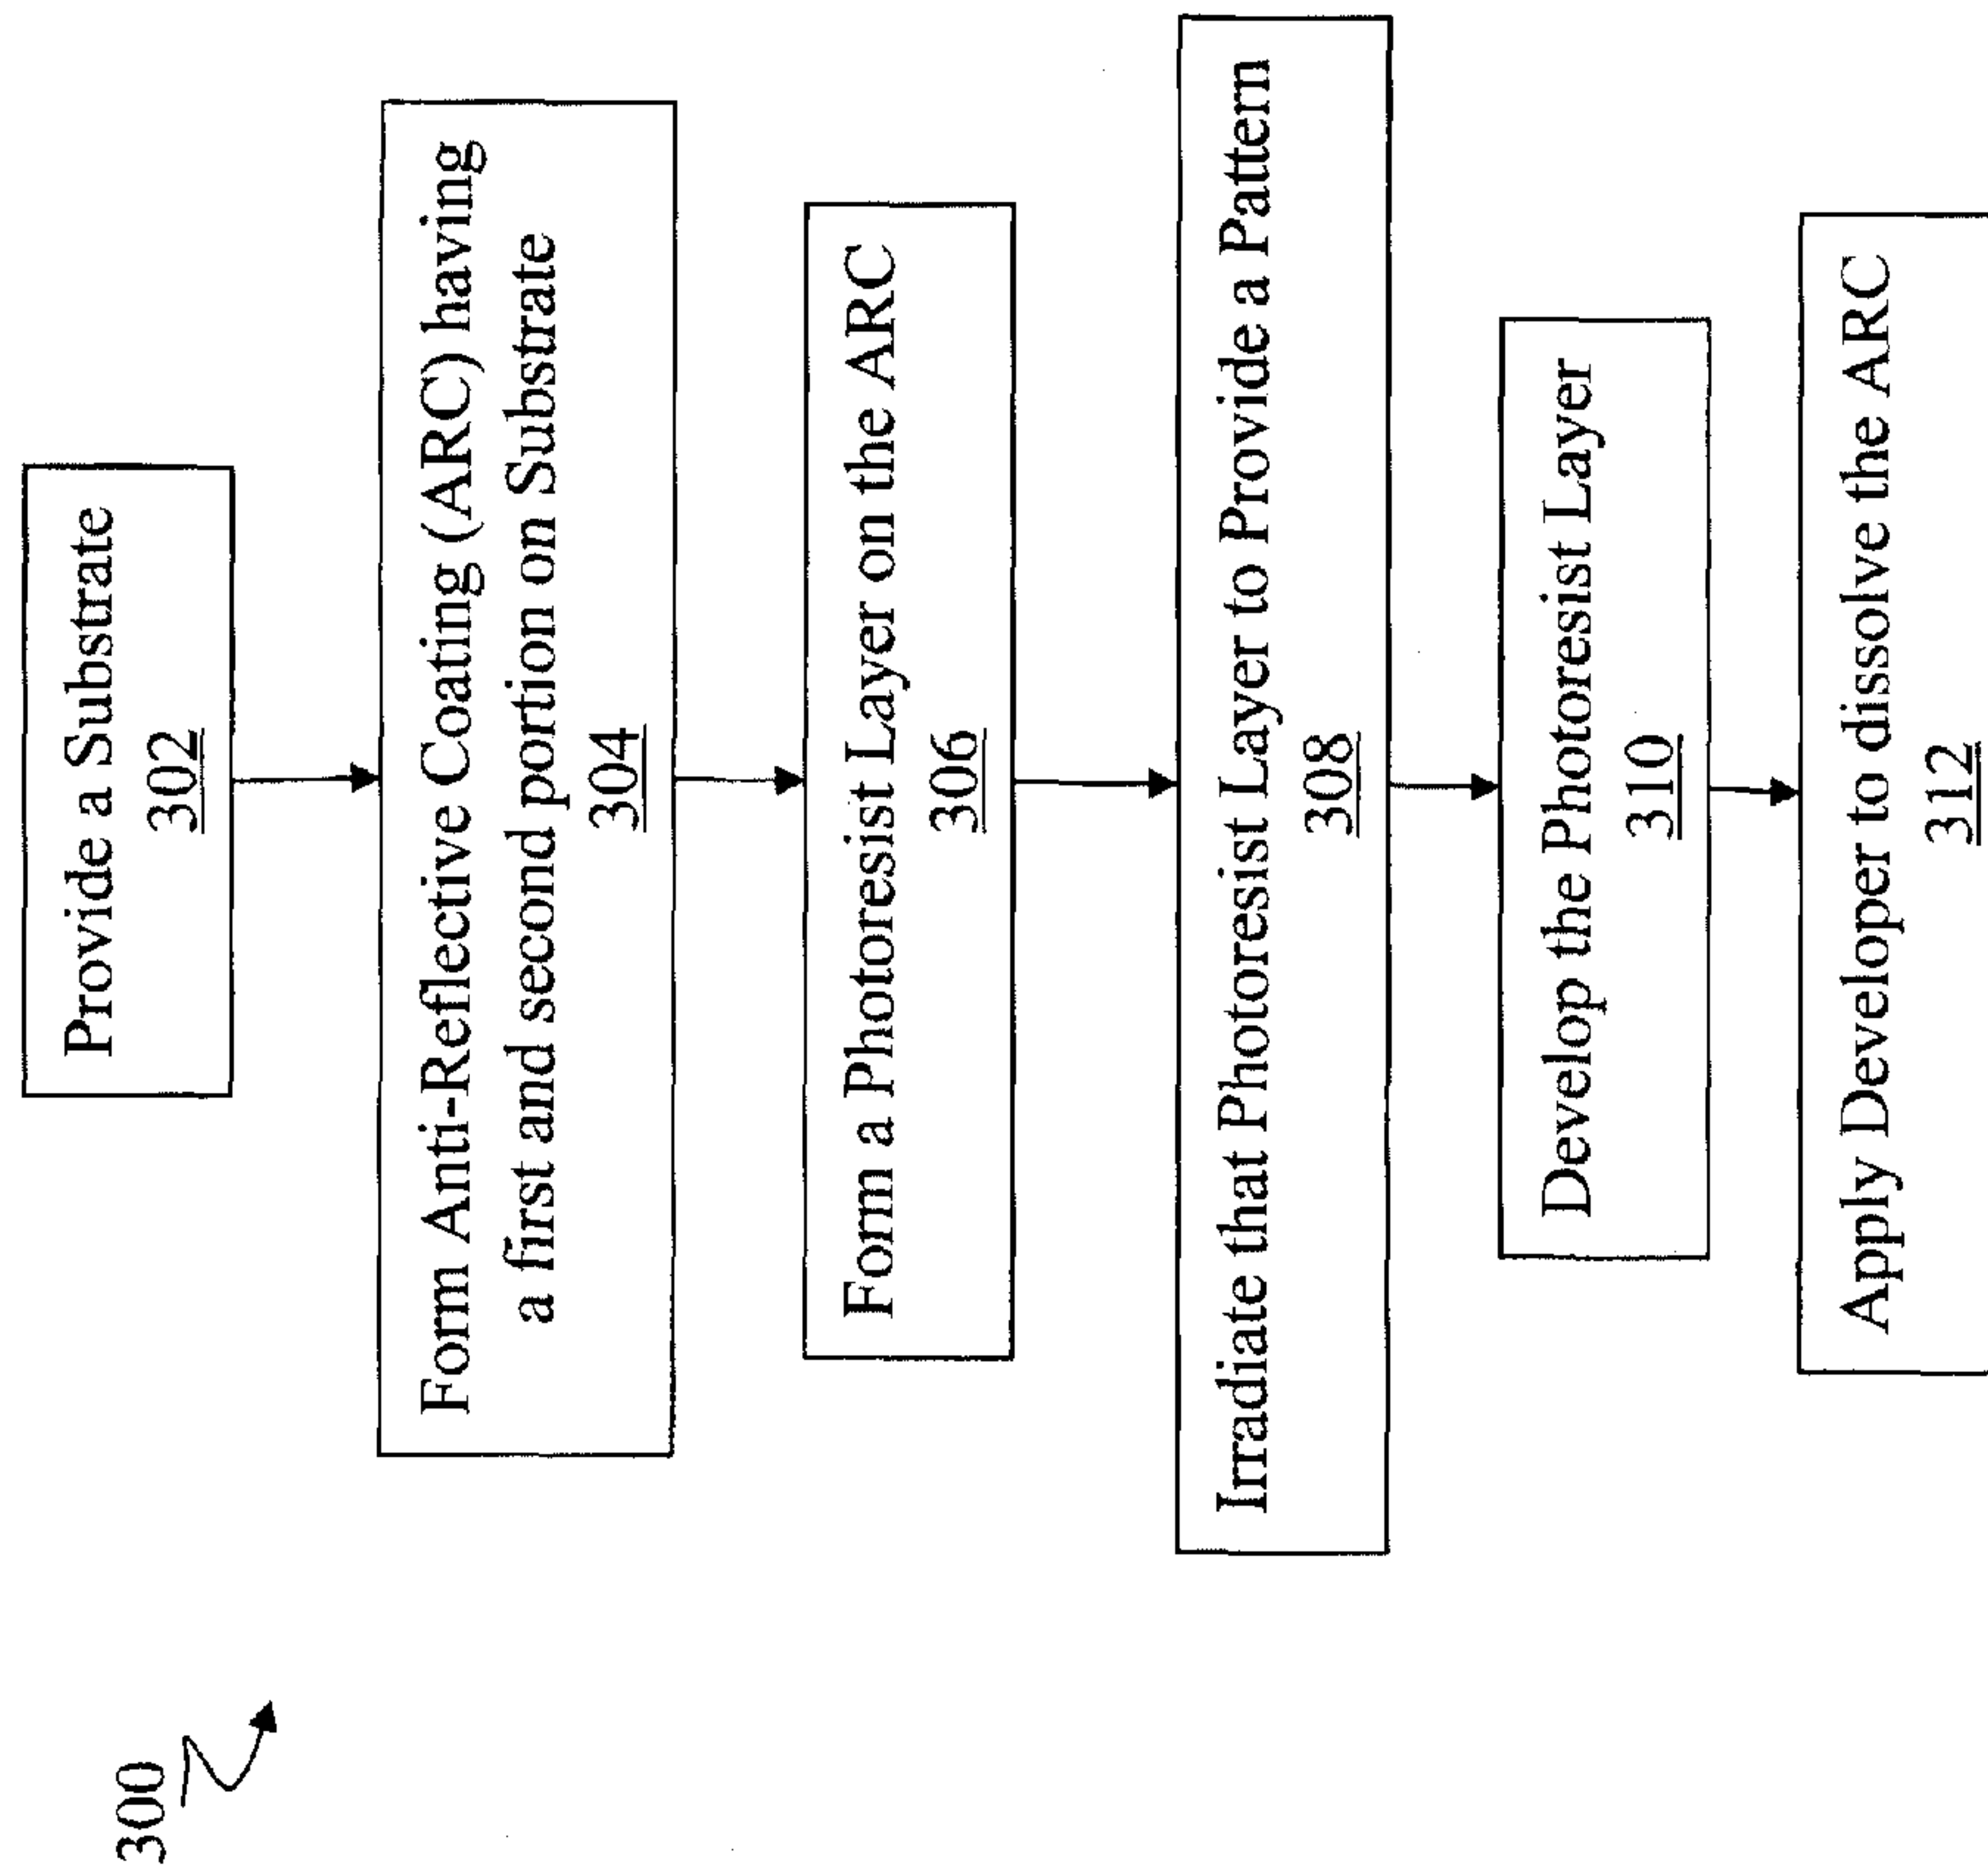 300
Provide a Substrate
302
Form Anti-Reflective Coating (ARC) having
a first and second portion on Substrate
304
Form a Photoresist Layer on the ARC
306
Irradiate that Photoresist Layer to Provide a Pattern
308
Develop the Photoresist Layer
310
Apply Developer to dissolve the ARC
312